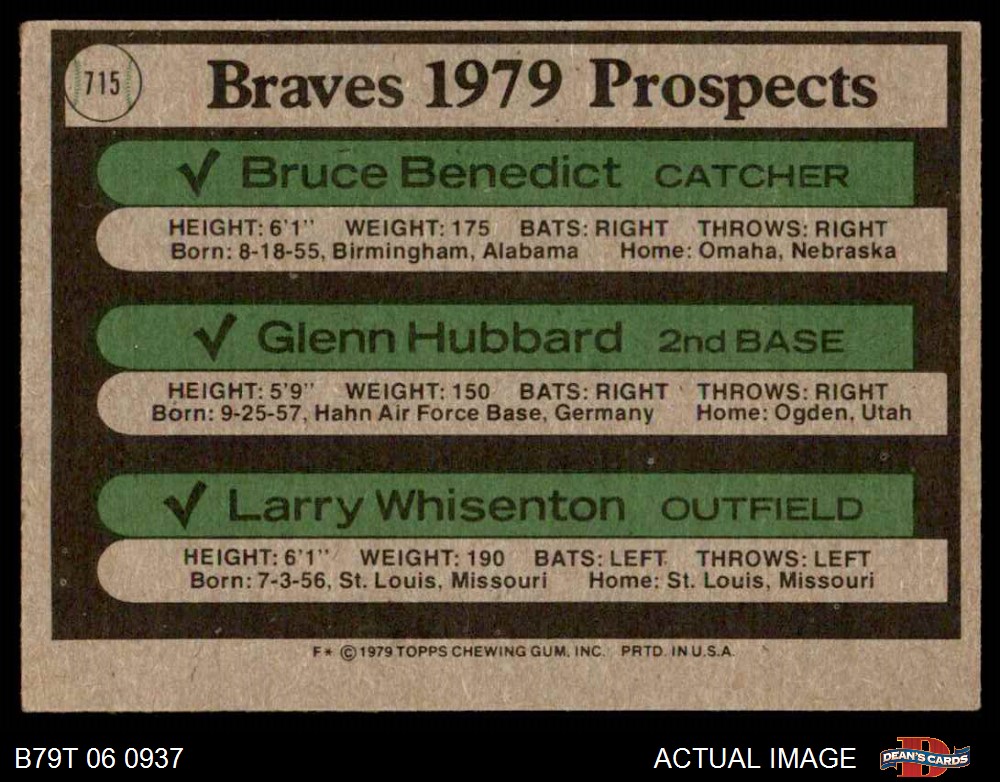 715
Braves 1979 Prospects
✓ Bruce Benedict CATCHER
HEIGHT: 6'1" WEIGHT: 175 BATS: RIGHT THROWS: RIGHT
Born: 8-18-55, Birmingham, Alabama Home: Omaha, Nebraska
✓ Glenn Hubbard 2nd BASE
HEIGHT: 5'9" WEIGHT: 150 BATS: RIGHT THROWS: RIGHT
Born: 9-25-57, Hahn Air Force Base, Germany Home: Ogden, Utah
✓ Larry Whisenton OUTFIELD
HEIGHT: 6'1" WEIGHT: 190 BATS: LEFT THROWS: LEFT
Born: 7-3-56, St. Louis, Missouri Home: St. Louis, Missouri
F* © 1979 TOPPS CHEWING GUM, INC. PRTD. IN U.S.A.
B79T 06 0937 ACTUAL IMAGE D DEAN'S CARDS